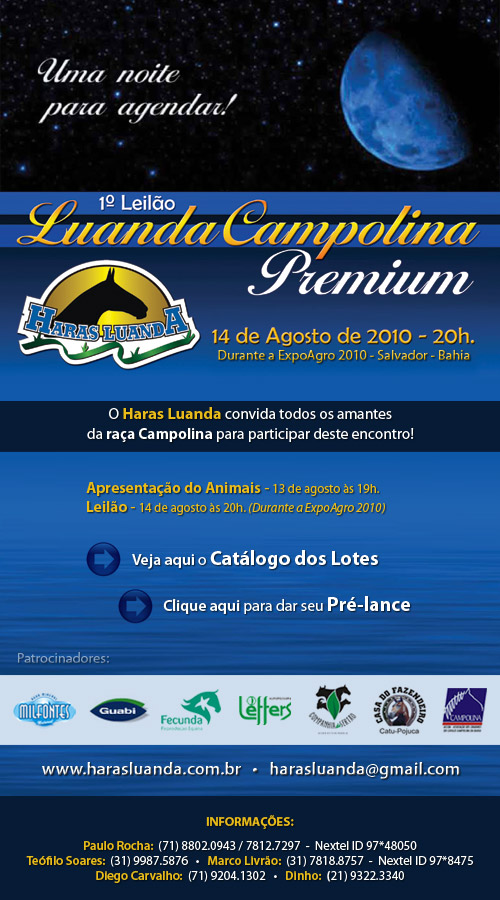 Uma noite
para agendar!
1º Leilão
Luanda Campolina
Premium
HARAS LUANDA
14 de Agosto de 2010 - 20h.
Durante a ExpoAgro 2010 - Salvador - Bahia
O Haras Luanda convida todos os amantes
da raça Campolina para participar deste encontro!
Apresentação do Animais - 13 de agosto às 19h.
Leilão - 14 de agosto às 20h. (Durante a ExpoAgro 2010)
Veja aqui o Catálogo dos Lotes
Clique aqui para dar seu Pré-lance
Patrocinadores:
MILFONTES
Guabi
Fecunda
Leffers
CASA DO FAZENDEIRO
Catu-Pojuca
CAMPOLINA
www.harasluanda.com.br • harasluanda@gmail.com
INFORMAÇÕES:
Paulo Rocha: (71) 8802.0943 / 7812.7297 - Nextel ID 97*48050
Teófilo Soares: (31) 9987.5876 • Marco Livrão: (31) 7818.8757 - Nextel ID 97*8475
Diego Carvalho: (71) 9204.1302 • Dinho: (21) 9322.3340